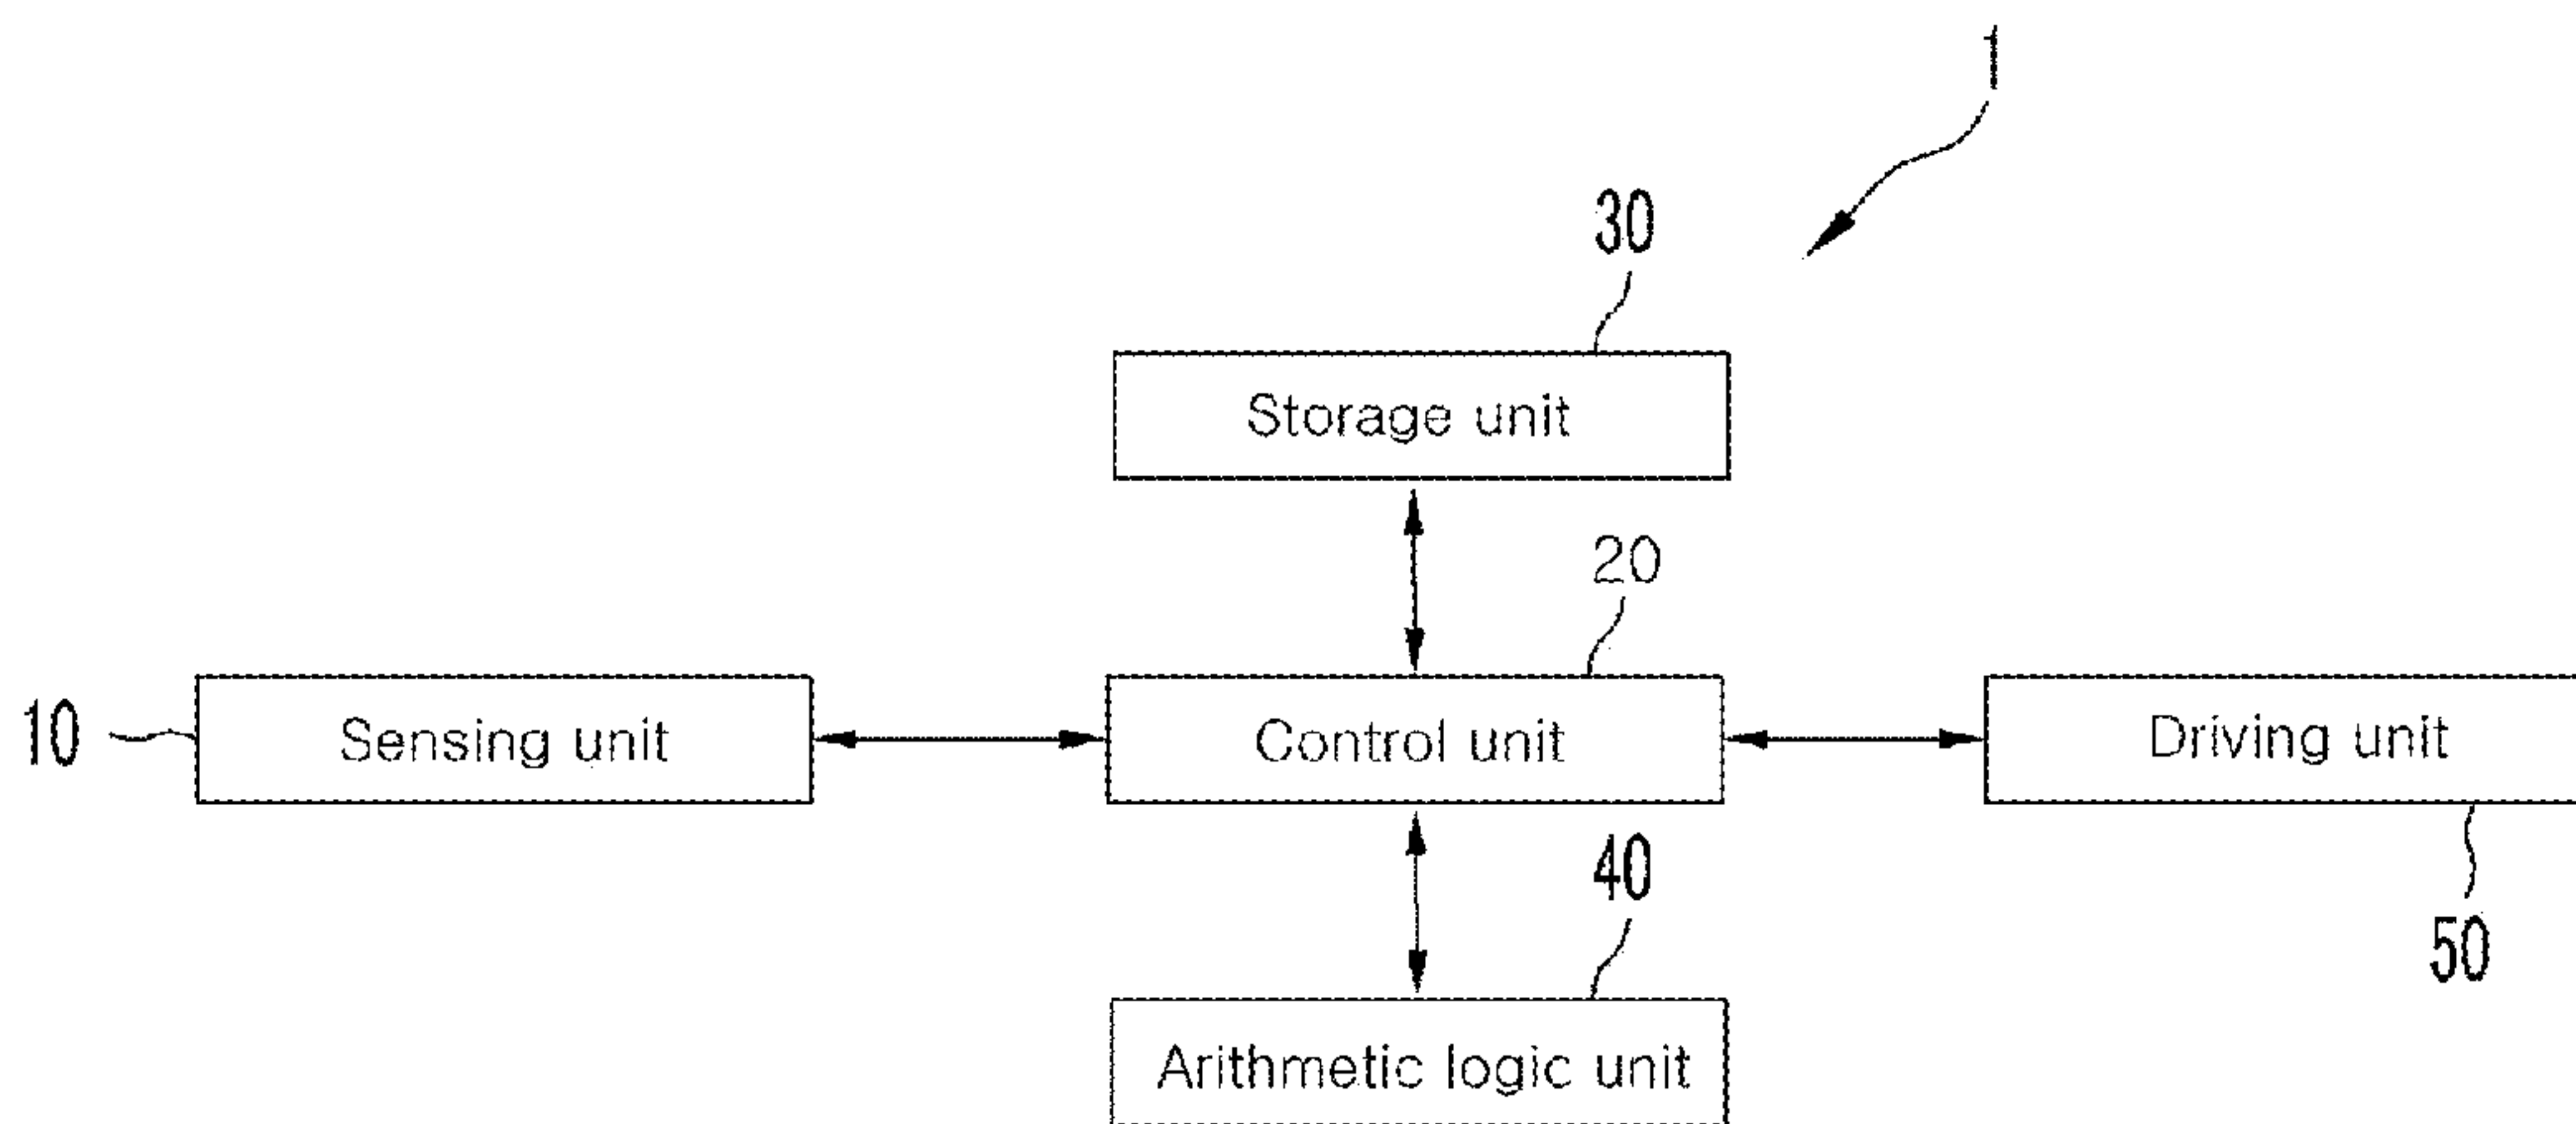 1
30
Storage unit
20
10 Sensing unit Control unit Driving unit
40
50
Arithmetic logic unit